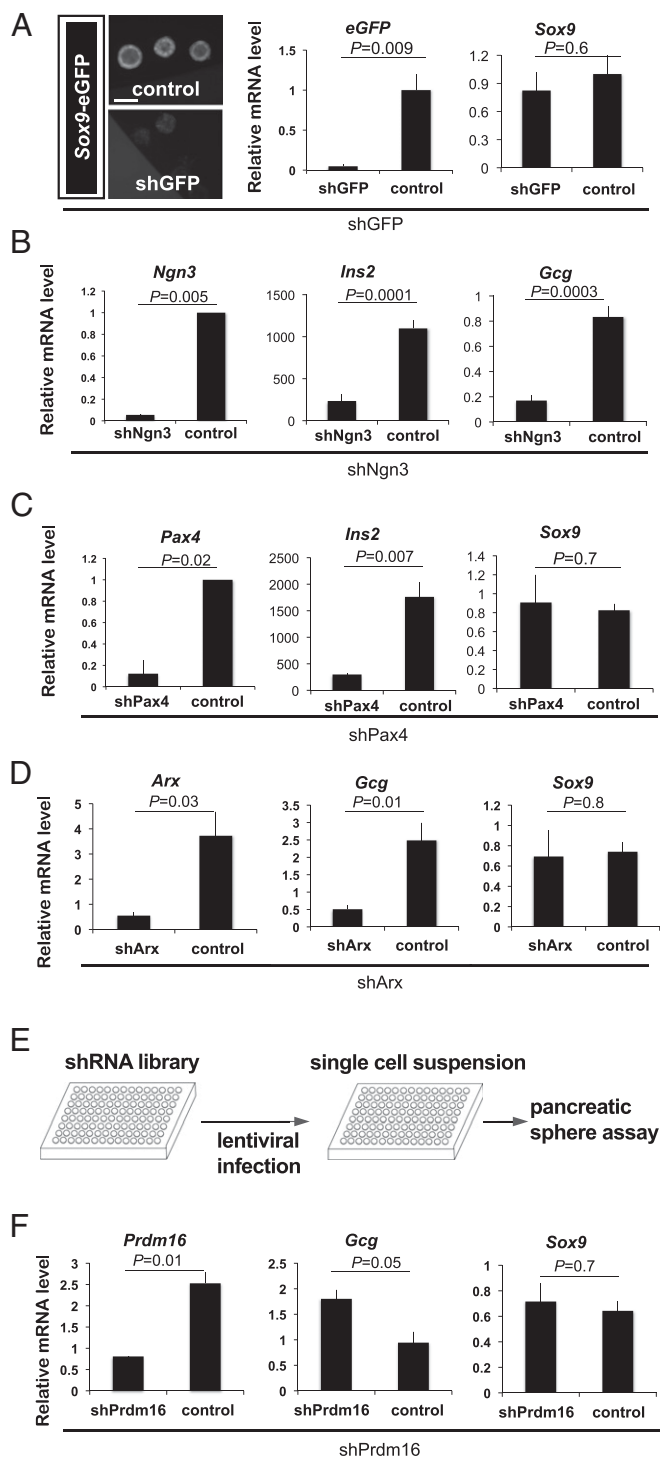 A
Sox9-eGFP
control
shGFP
Relative mRNA level
eGFP
P=0.009
1.5
1
0.5
0
shGFP control
Sox9
P=0.6
1.2
0.9
0.6
0.3
0
shGFP control
shGFP
B
Relative mRNA level
Ngn3
P=0.005
1.2
1
0.8
0.6
0.4
0.2
0
shNgn3 control
Ins2
P=0.0001
1500
1000
500
0
shNgn3 control
Gcg
P=0.0003
1
0.8
0.6
0.4
0.2
0
shNgn3 control
shNgn3
C
Relative mRNA level
Pax4
P=0.02
1.2
1
0.8
0.6
0.4
0.2
0
shPax4 control
Ins2
P=0.007
2500
2000
1500
1000
500
0
shPax4 control
Sox9
P=0.7
1.4
1.2
1
0.8
0.6
0.4
0.2
0
shPax4 control
shPax4
D
Relative mRNA level
Arx
P=0.03
5
4
3
2
1
0
shArx control
Gcg
P=0.01
3.5
3
2.5
2
1.5
1
0.5
0
shArx control
Sox9
P=0.8
1.2
1
0.8
0.6
0.4
0.2
0
shArx control
shArx
E
shRNA library
lentiviral
infection
single cell suspension
pancreatic
sphere assay
F
Relative mRNA level
Prdm16
P=0.01
3
2.5
2
1.5
1
0.5
0
shPrdm16 control
Gcg
P=0.05
2.5
2
1.5
1
0.5
0
shPrdm16 control
Sox9
P=0.7
1
0.8
0.6
0.4
0.2
0
shPrdm16 control
shPrdm16